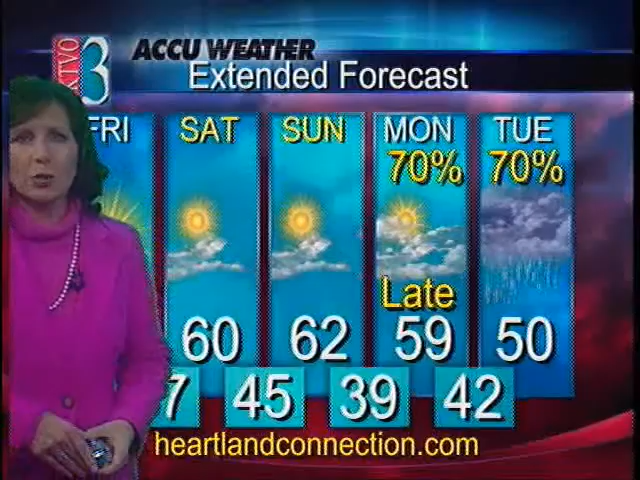 KTVO
3
ACCU WEATHER
Extended Forecast
FRI SAT SUN MON TUE
70% 70%
Late
60 62 59 50
7 45 39 42
heartlandconnection.com